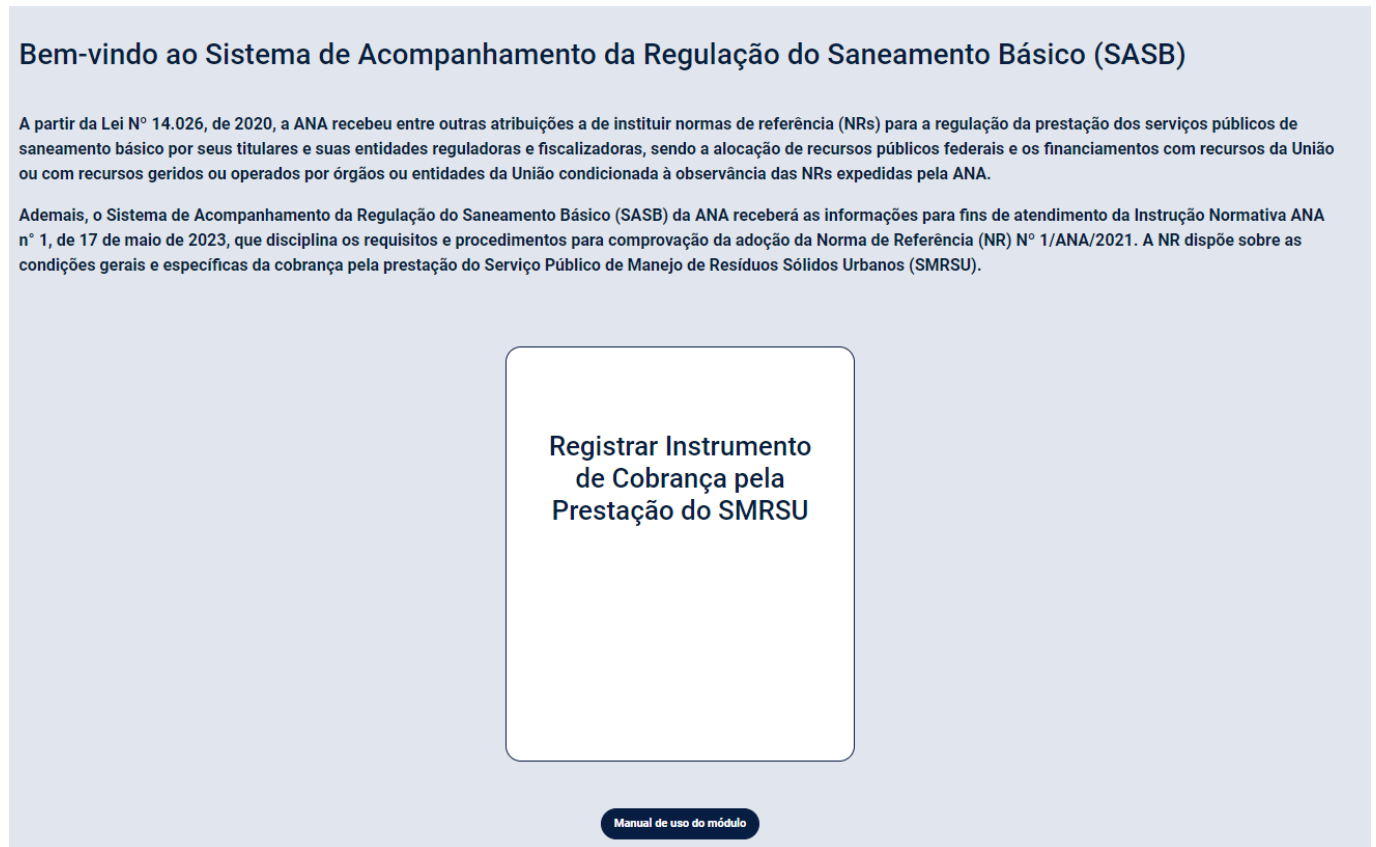 Bem-vindo ao Sistema de Acompanhamento da Regulação do Saneamento Básico (SASB)
A partir da Lei Nº 14.026, de 2020, a ANA recebeu entre outras atribuições a de instituir normas de referência (NRs) para a regulação da prestação dos serviços públicos de
saneamento básico por seus titulares e suas entidades reguladoras e fiscalizadoras, sendo a alocação de recursos públicos federais e os financiamentos com recursos da União
ou com recursos geridos ou operados por órgãos ou entidades da União condicionada à observância das NRs expedidas pela ANA.
Ademais, o Sistema de Acompanhamento da Regulação do Saneamento Básico (SASB) da ANA receberá as informações para fins de atendimento da Instrução Normativa ANA
n° 1, de 17 de maio de 2023, que disciplina os requisitos e procedimentos para comprovação da adoção da Norma de Referência (NR) Nº 1/ANA/2021. A NR dispõe sobre as
condições gerais e específicas da cobrança pela prestação do Serviço Público de Manejo de Resíduos Sólidos Urbanos (SMRSU).
Registrar Instrumento
de Cobrança pela
Prestação do SMRSU
Manual de uso do módulo